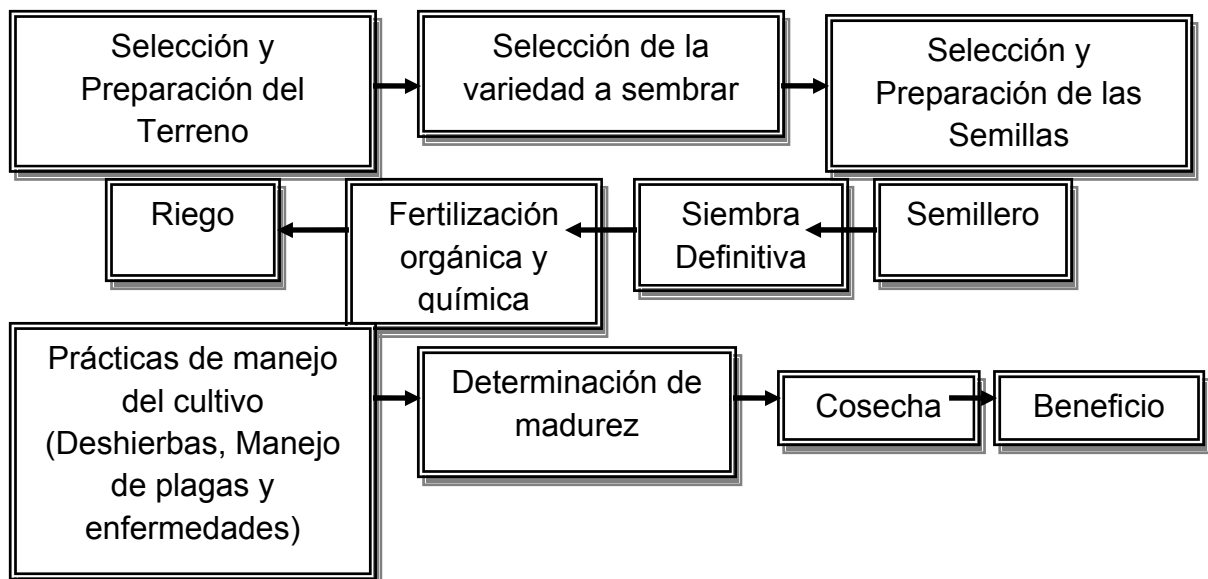 Selección y
Preparación del
Terreno
Selección de la
variedad a sembrar
Selección y
Preparación de las
Semillas
Riego
Fertilización
orgánica y
química
Siembra
Definitiva
Semillero
Prácticas de manejo
del cultivo
(Deshierbas, Manejo
de plagas y
enfermedades)
Determinación de
madurez
Cosecha
Beneficio